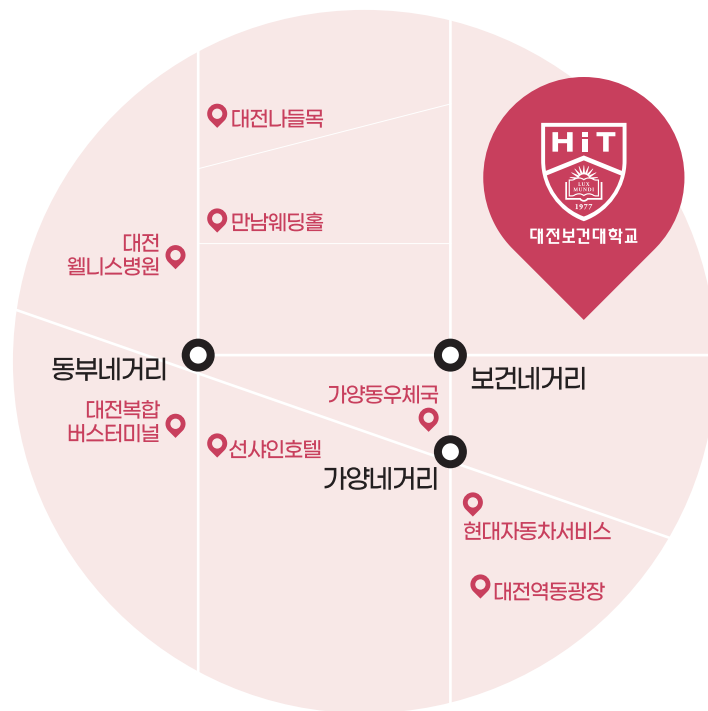 대전나들목
HiT
LUX
MUNDI
1977
대전보건대학교
만남웨딩홀
대전
웰니스병원
동부네거리
보건네거리
가양동우체국
대전복합
버스터미널
선샤인호텔
가양네거리
현대자동차서비스
대전역동광장